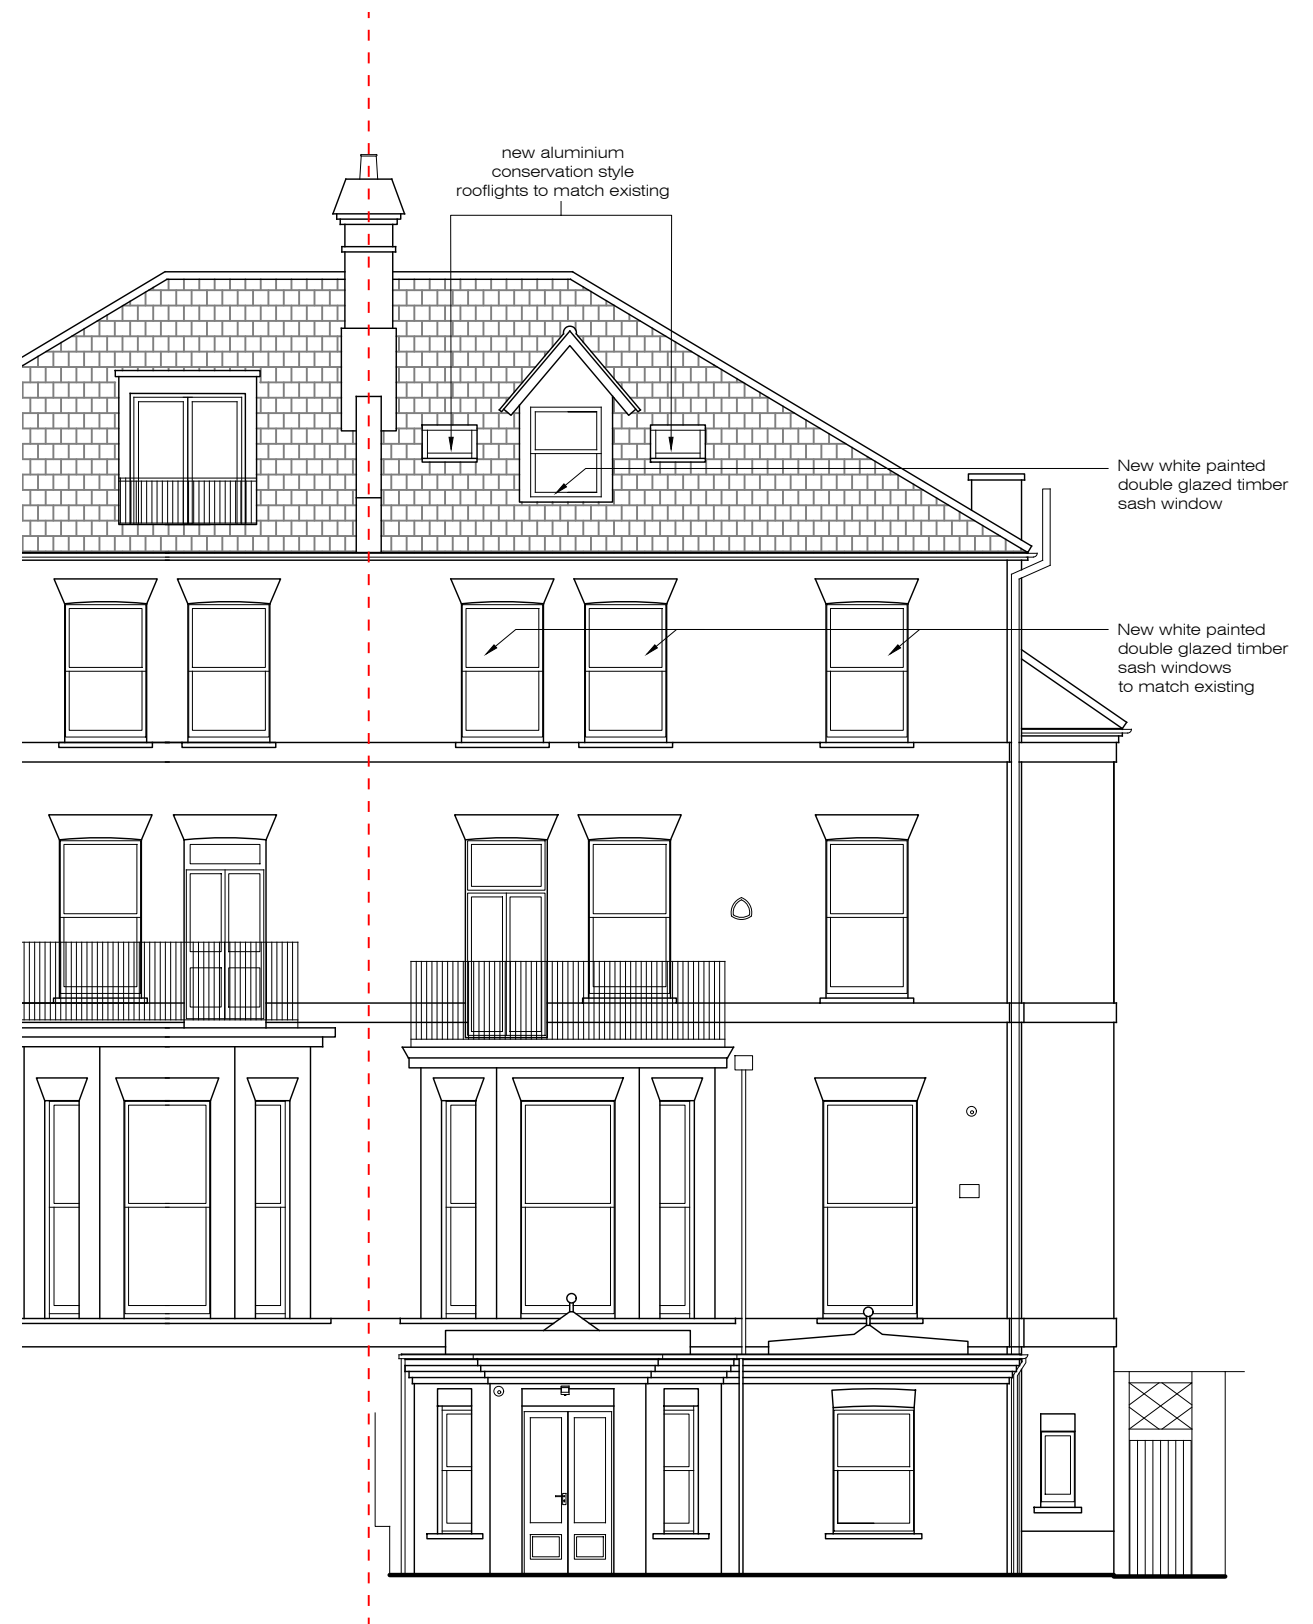 new aluminium
conservation style
rooflights to match existing
New white painted
double glazed timber
sash window
New white painted
double glazed timber
sash windows
to match existing